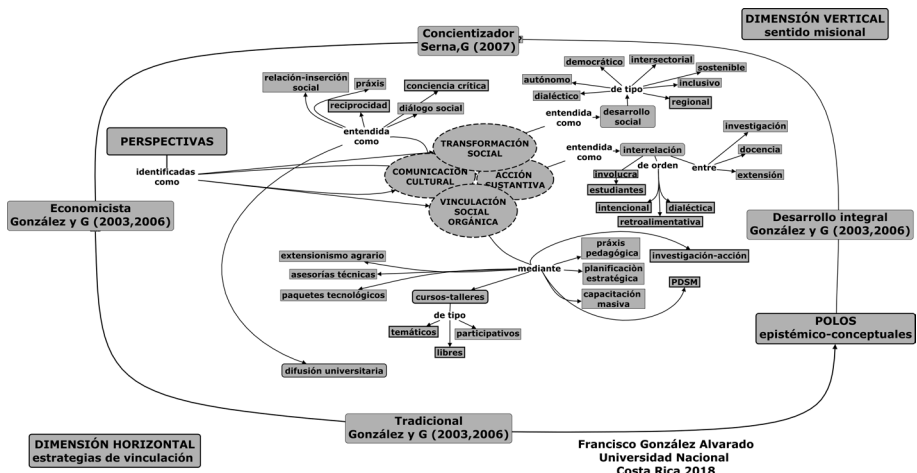 DIMENSIÓN VERTICAL
sentido misional
Concientizador
Serna,G (2007)
relación-inserción
social
práxis
reciprocidad
conciencia critica
diálogo social
entendida
como
democrático
intersectorial
sostenible
autónomo
de tipo
inclusivo
dialéctico
regional
entendida
como
desarrollo
social
PERSPECTIVAS
identificadas
como
TRANSFORMACIÓN
SOCIAL
COMUNICACIÓN
CULTURAL
ACCIÓN
SUSTANTIVA
VINCULACIÓN
SOCIAL
ORGÁNICA
entendida
como
interrelación
de orden
involucra
estudiantes
intencional
dialéctica
retroalimentativa
entre
investigación
docencia
extensión
Economicista
González y G (2003,2006)
Desarrollo integral
González y G (2003,2006)
extensionismo agrario
asesorías técnicas
paquetes tecnológicos
mediante
práxis
pedagógica
planificaciòn
estratégica
capacitación
masiva
investigación-acción
PDSM
cursos-talleres
de tipo
temáticos
participativos
libres
difusión universitaria
POLOS
epistémico-conceptuales
Tradicional
González y G (2003,2006)
DIMENSIÓN HORIZONTAL
estrategias de vinculación
Francisco González Alvarado
Universidad Nacional
Costa Rica 2018